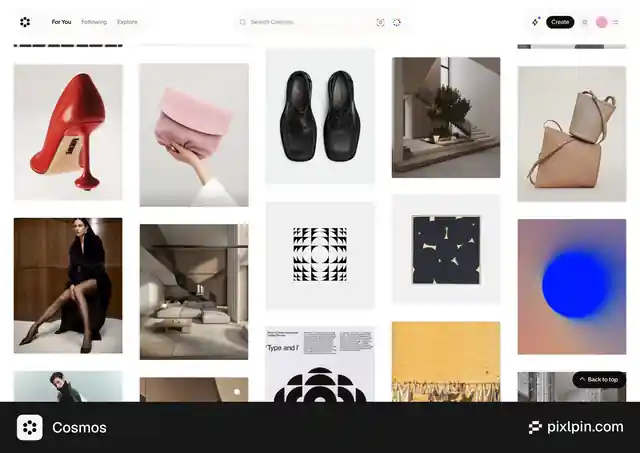 For You
Following
Explore
Search Cosmos
Create
'Type and I'
Back to top
Cosmos
pixlpin.com